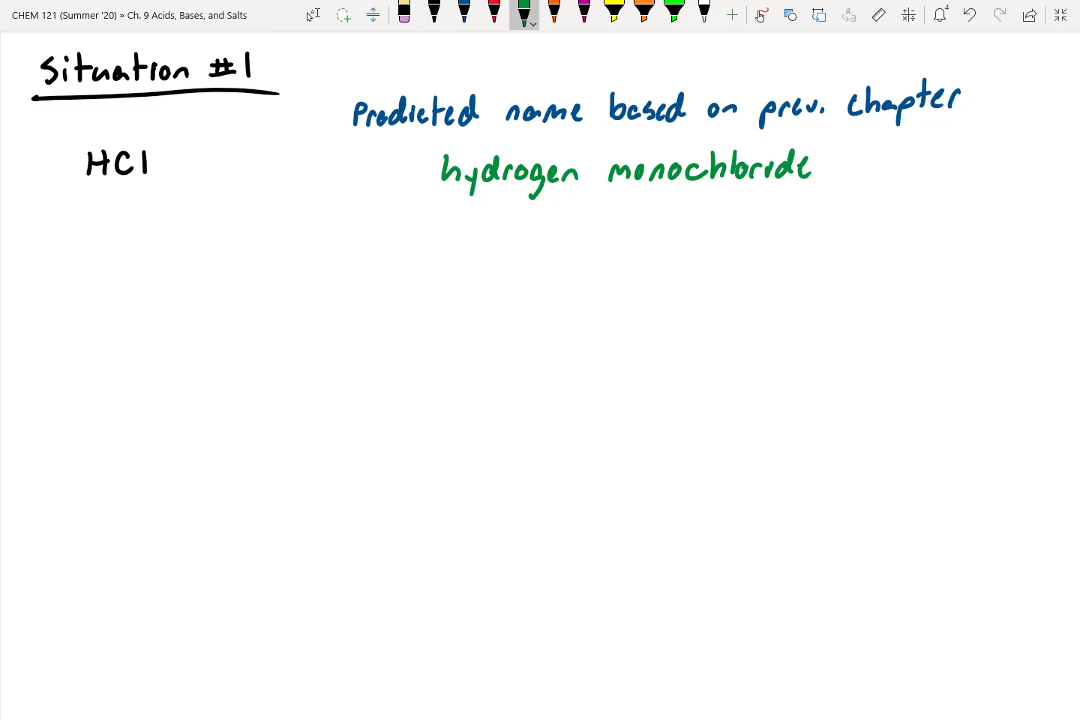 CHEM 121 (Summer '20) » Ch. 9 Acids, Bases, and Salts
Situation #1
Predicted name based on prev. chapter
HCl
hydrogen monochloride